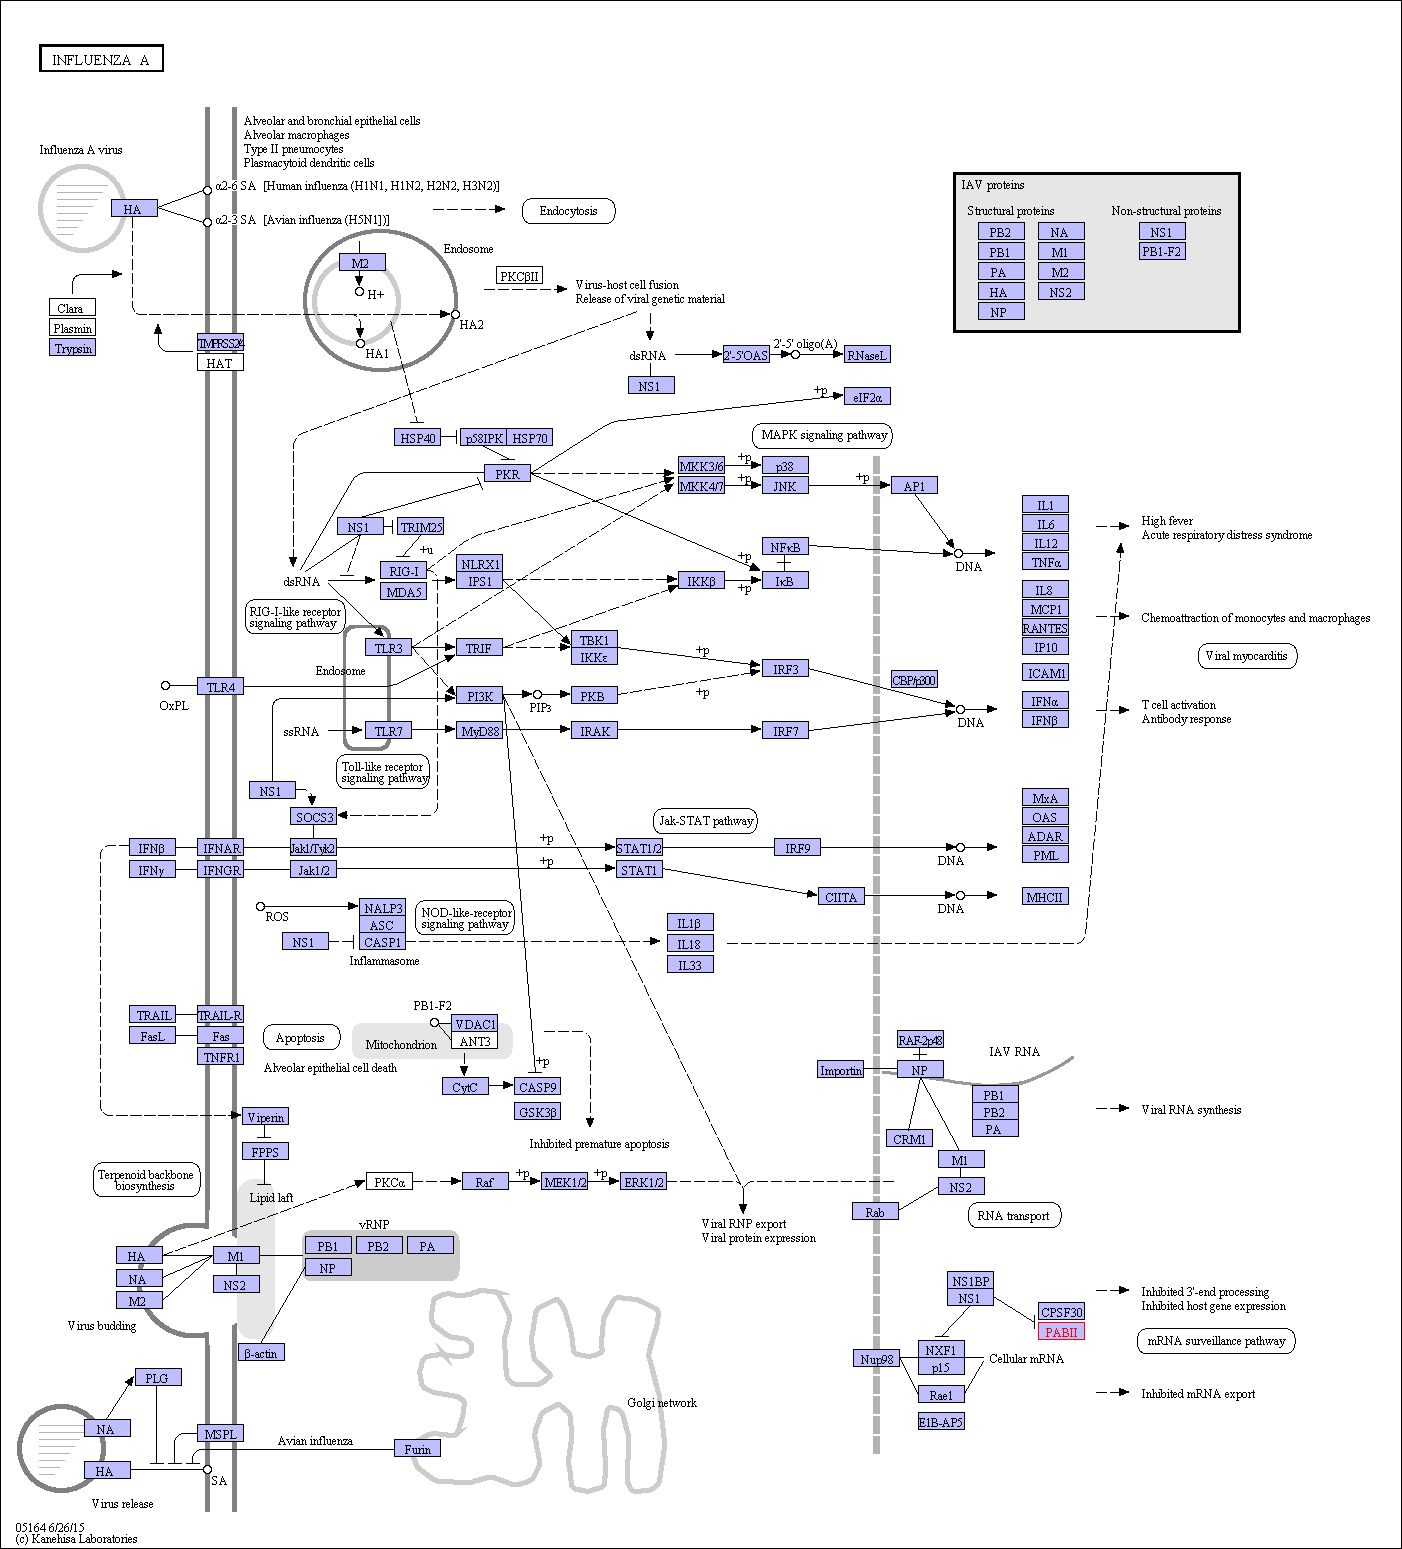 INFLUENZA A
Alveolar and bronchial epithelial cells
Alveolar macrophages
Type II pneumocytes
Plasmacytoid dendritic cells
Influenza A virus
HA
α2-6 SA [Human influenza (H1N1, H1N2, H2N2, H3N2)]
α2-3 SA [Avian influenza (H5N1])]
Endocytosis
IAV proteins
Structural proteins
Non-structural proteins
PB2
NA
NS1
PB1
M1
PB1-F2
PA
M2
HA
NS2
NP
Endosome
M2
H+
HA1
HA2
PKCβII
Virus-host cell fusion
Release of viral genetic material
Clara
Plasmin
Trypsin
TMPRSS2/4
HAT
dsRNA
NS1
2'-5'OAS
2'-5' oligo(A)
RNaseL
+p
eIF2α
HSP40
p58IPK
HSP70
MAPK signaling pathway
PKR
MKK3/6
+p
p38
MKK4/7
+p
JNK
+p
AP1
NS1
TRIM25
+u
dsRNA
RIG-I
MDA5
NLRX1
IPS1
IKKβ
+p
+p
NFκB
IκB
DNA
IL1
IL6
IL12
TNFα
High fever
Acute respiratory distress syndrome
IL8
MCP1
RANTES
IP10
ICAM1
Chemoattraction of monocytes and macrophages
Viral myocarditis
IFNα
IFNβ
T cell activation
Antibody response
RIG-I-like receptor
signaling pathway
Endosome
TLR3
TRIF
TBK1
IKKε
+p
IRF3
CBP/p300
OxPL
TLR4
PI3K
PIP3
PKB
+p
DNA
ssRNA
TLR7
MyD88
IRAK
IRF7
Toll-like receptor
signaling pathway
NS1
SOCS3
Jak-STAT pathway
MxA
OAS
ADAR
PML
IFNβ
IFNAR
Jak1/Tyk2
+p
STAT1/2
IRF9
DNA
IFNγ
IFNGR
Jak1/2
+p
STAT1
CIITA
DNA
MHCII
ROS
NALP3
ASC
CASP1
NS1
Inflammasome
NOD-like-receptor
signaling pathway
IL1β
IL18
IL33
TRAIL
TRAIL-R
FasL
Fas
TNFR1
Apoptosis
Alveolar epithelial cell death
PB1-F2
Mitochondrion
VDAC1
ANT3
CytC
+p
CASP9
GSK3β
Inhibited premature apoptosis
RAF-2p48
Importin
NP
IAV RNA
PB1
PB2
PA
Viral RNA synthesis
CRM1
M1
NS2
Rab
RNA transport
Viperin
FPPS
Terpenoid backbone
biosynthesis
Lipid laft
PKCα
Raf
+p
MEK1/2
+p
ERK1/2
Viral RNP export
Viral protein expression
vRNP
PB1
PB2
PA
NP
HA
NA
M2
M1
NS2
Virus budding
β-actin
NS1BP
NS1
CPSF30
PABII
Inhibited 3'-end processing
Inhibited host gene expression
mRNA surveillance pathway
Nup98
NXF1
p15
Cellular mRNA
Rae1
E1B-AP5
Inhibited mRNA export
PLG
NA
HA
MSPL
Avian influenza
Furin
Golgi network
SA
Virus release
05164 6/26/15
(c) Kanehisa Laboratories